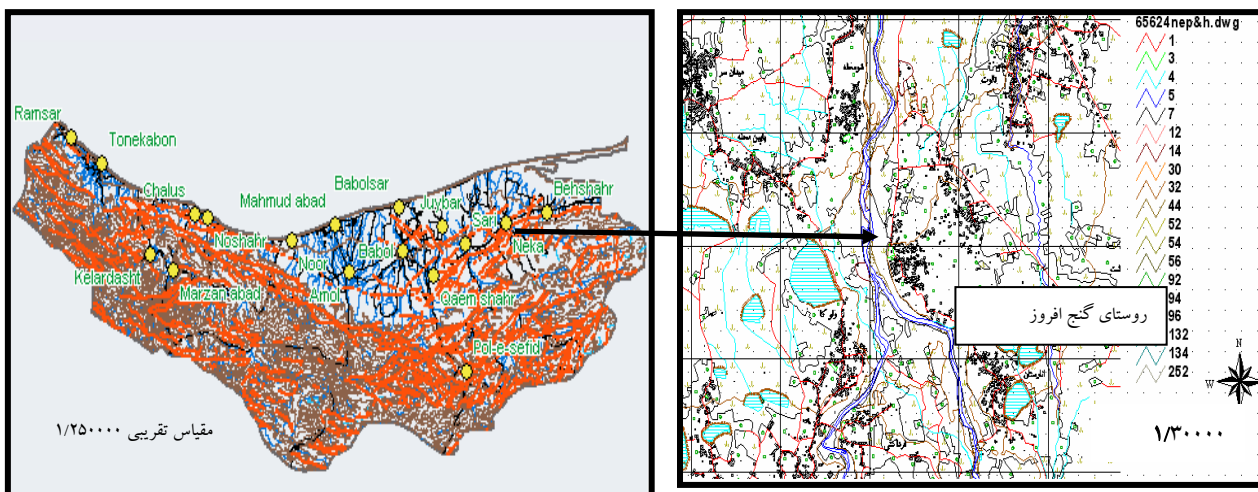 Ramsar
Tonekabon
Chalus
Mahmud abad
Babolsar
Juybar
Behshahr
Sari
Noshahr
Neka
Noor
Babol
Kelardasht
Marzan abad
Amol
Qaem shahr
Pol-e-sefid
مقیاس تقریبی ۱/۲۵۰۰۰۰
65624nep&h.dwg
1
3
4
5
7
12
14
30
32
44
52
54
56
92
94
96
132
134
252
روستای گنج افروز
N
W
۱/۳۰۰۰۰